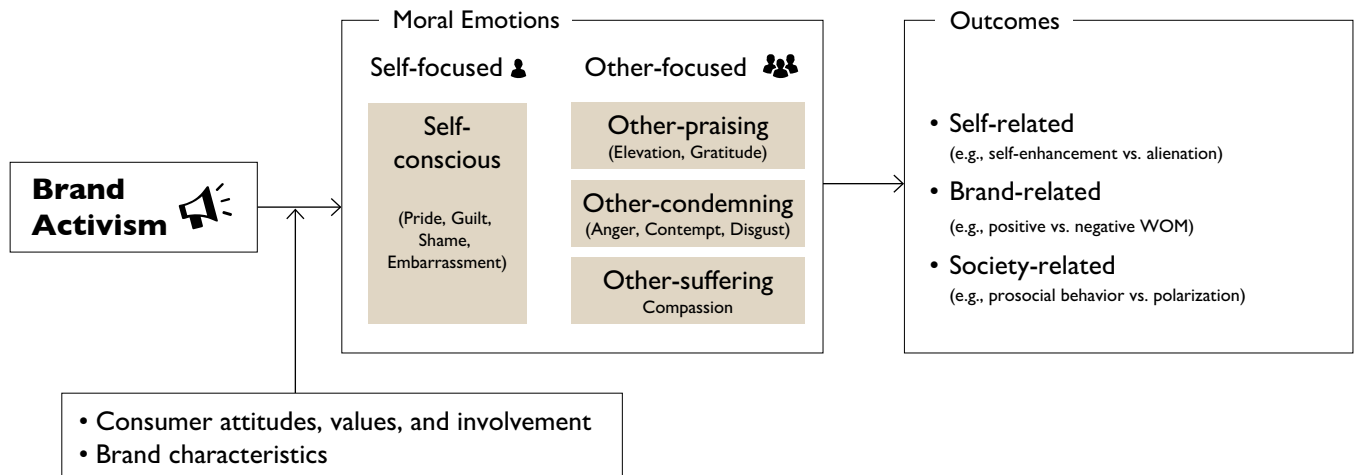 Moral Emotions
Self-focused
Other-focused
Self-
conscious
(Pride, Guilt,
Shame,
Embarrassment)
Other-praising
(Elevation, Gratitude)
Other-condemning
(Anger, Contempt, Disgust)
Other-suffering
Compassion
Outcomes
• Self-related
(e.g., self-enhancement vs. alienation)
• Brand-related
(e.g., positive vs. negative WOM)
• Society-related
(e.g., prosocial behavior vs. polarization)
Brand
Activism
• Consumer attitudes, values, and involvement
• Brand characteristics